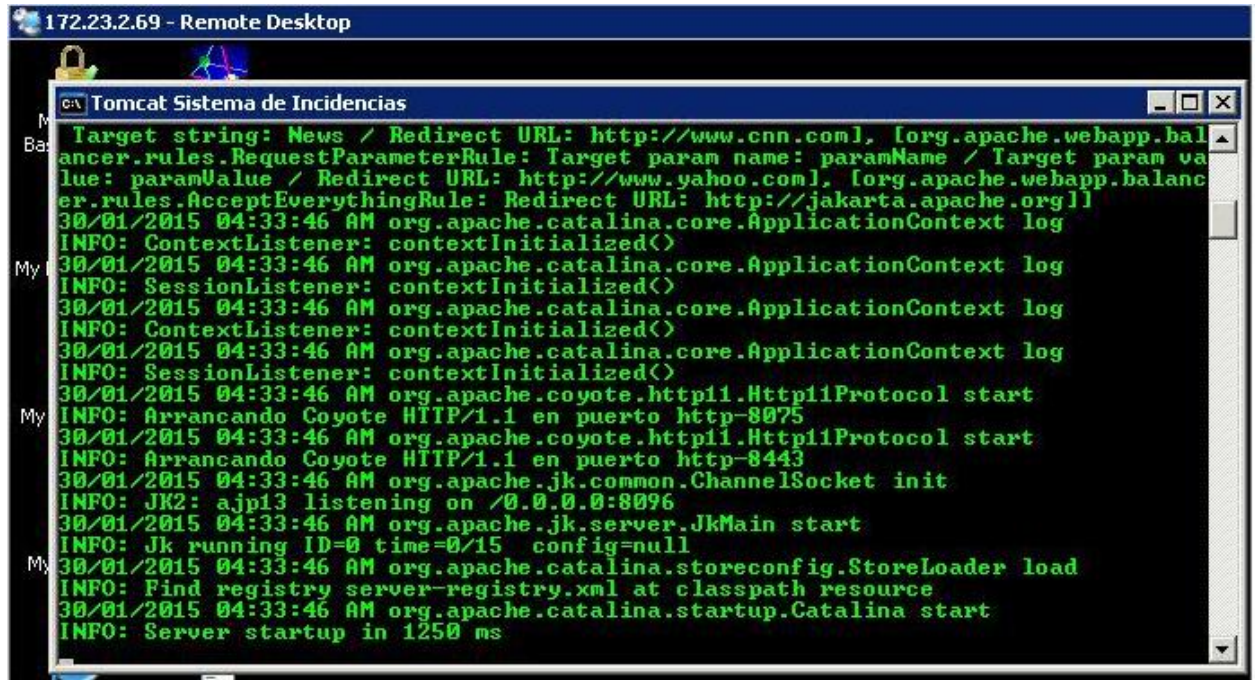 172.23.2.69 - Remote Desktop
Tomcat Sistema de Incidencias
Target string: News / Redirect URL: http://www.cnn.com], [org.apache.webapp.bal
ancer.rules.RequestParameterRule: Target param name: paramName / Target param va
lue: paramValue / Redirect URL: http://www.yahoo.com], [org.apache.webapp.balanc
er.rules.AcceptEverythingRule: Redirect URL: http://jakarta.apache.org]]
30/01/2015 04:33:46 AM org.apache.catalina.core.ApplicationContext log
INFO: ContextListener: contextInitialized()
30/01/2015 04:33:46 AM org.apache.catalina.core.ApplicationContext log
INFO: SessionListener: contextInitialized()
30/01/2015 04:33:46 AM org.apache.catalina.core.ApplicationContext log
INFO: ContextListener: contextInitialized()
30/01/2015 04:33:46 AM org.apache.catalina.core.ApplicationContext log
INFO: SessionListener: contextInitialized()
30/01/2015 04:33:46 AM org.apache.coyote.http11.Http11Protocol start
INFO: Arrancando Coyote HTTP/1.1 en puerto http-8075
30/01/2015 04:33:46 AM org.apache.coyote.http11.Http11Protocol start
INFO: Arrancando Coyote HTTP/1.1 en puerto http-8443
30/01/2015 04:33:46 AM org.apache.jk.common.ChannelSocket init
INFO: JK2: ajp13 listening on /0.0.0.0:8096
30/01/2015 04:33:46 AM org.apache.jk.server.JkMain start
INFO: Jk running ID=0 time=0/15  config=null
30/01/2015 04:33:46 AM org.apache.catalina.storeconfig.StoreLoader load
INFO: Find registry server-registry.xml at classpath resource
30/01/2015 04:33:46 AM org.apache.catalina.startup.Catalina start
INFO: Server startup in 1250 ms
My
My
My